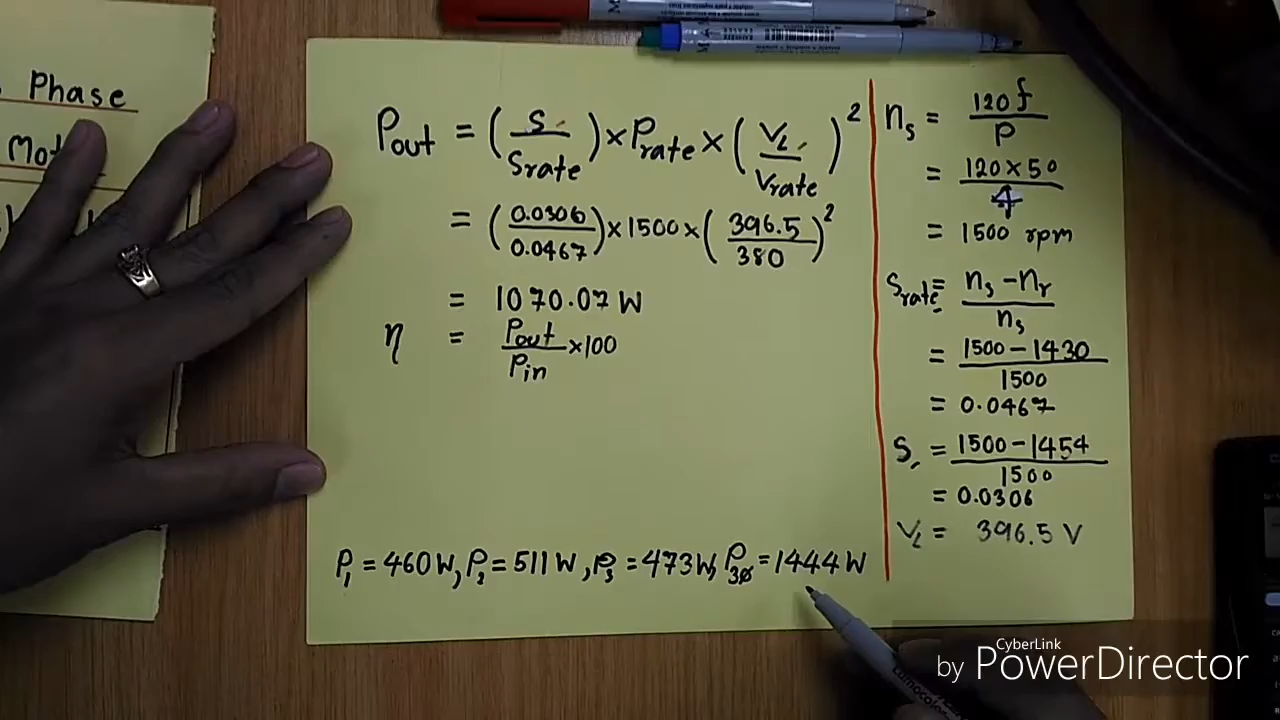 Phase
Mot
Pout = (S/Srate) × Prate × (VL/Vrate)²
= (0.0306/0.0467) × 1500 × (396.5/380)²
= 1070.07 W
η = Pout/Pin × 100
P1 = 460 W, P2 = 511 W, P3 = 473 W, P3ø = 1444 W
ns = 120f/P
= 120 × 50/4
= 1500 rpm
Srate = ns - nr/ns
= 1500 - 1430/1500
= 0.0467
S = 1500 - 1454/1500
= 0.0306
VL = 396.5 V
CyberLink
by PowerDirector